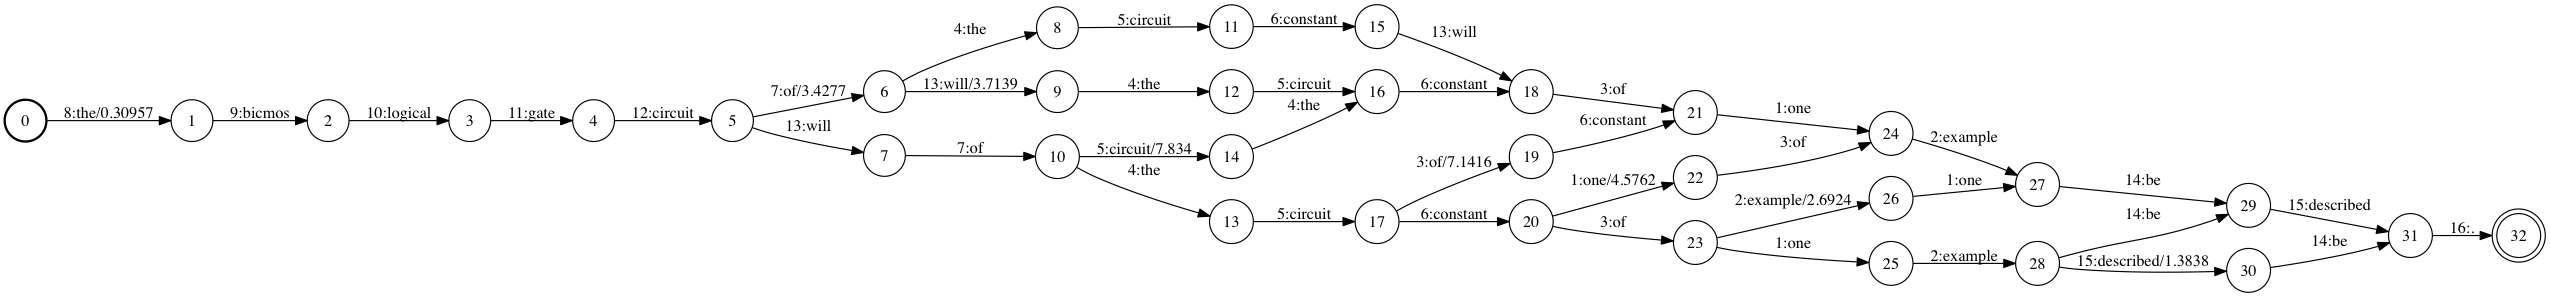 0
8:the/0.30957
1
9:bicmos
2
10:logical
3
11:gate
4
12:circuit
5
7:of/3.4277
13:will
6
7
4:the
13:will/3.7139
7:of
8
9
10
5:circuit
4:the
5:circuit/7.834
4:the
11
12
14
13
6:constant
5:circuit
4:the
5:circuit
15
16
17
13:will
6:constant
3:of/7.1416
6:constant
18
19
20
3:of
6:constant
1:one/4.5762
3:of
21
22
23
1:one
3:of
2:example/2.6924
1:one
24
26
25
2:example
1:one
2:example
27
28
14:be
14:be
15:described/1.3838
29
30
15:described
14:be
31
16:.
32